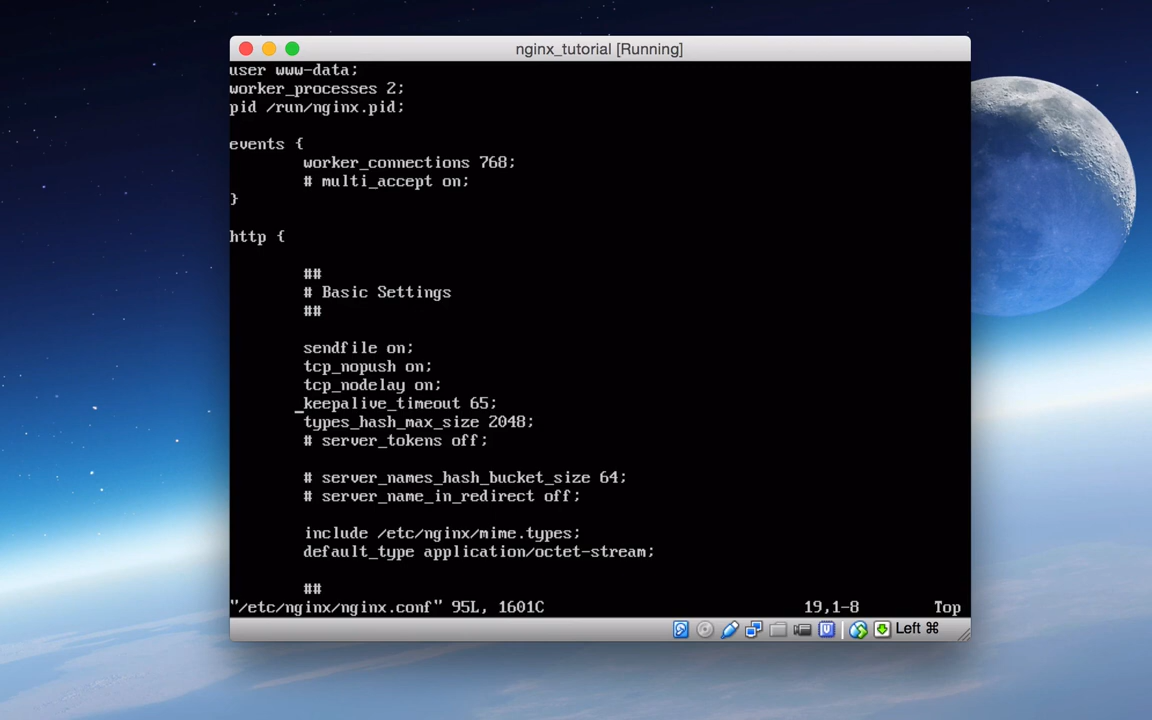 nginx_tutorial [Running]
user www-data;
worker_processes 2;
pid /run/nginx.pid;
events {
worker_connections 768;
# multi_accept on;
}
http {
##
# Basic Settings
##
sendfile on;
tcp_nopush on;
tcp_nodelay on;
keepalive_timeout 65;
types_hash_max_size 2048;
# server_tokens off;
# server_names_hash_bucket_size 64;
# server_name_in_redirect off;
include /etc/nginx/mime.types;
default_type application/octet-stream;
##
"/etc/nginx/nginx.conf" 95L, 1601C 19,1-8 Top
Left ⌘